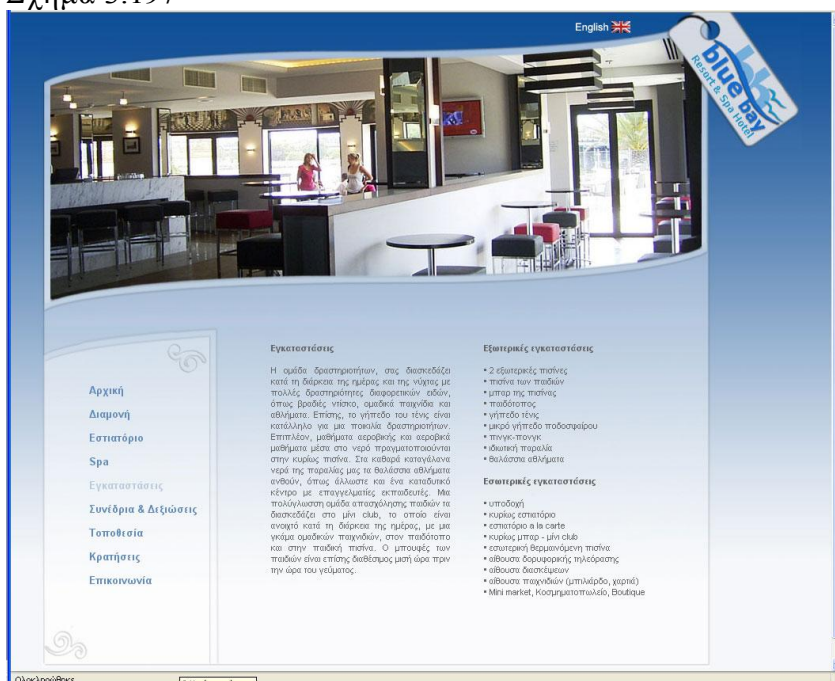 Σχήμα 3.197
English
blue bay
Resort & Spa Hotel
Αρχική
Διαμονή
Εστιατόριο
Spa
Εγκαταστάσεις
Συνέδρια & Δεξιώσεις
Τοποθεσία
Κρατήσεις
Επικοινωνία
Εγκαταστάσεις
Η ομάδα δραστηριοτήτων, σας διασκεδάζει
κατά τη διάρκεια της ημέρας και της νύχτας με
πολλές δραστηριότητες διαφορετικών ειδών,
όπως βραδιές ντίσκο, ομαδικά παιχνίδια και
αθλήματα. Επίσης, το γήπεδο του τένις είναι
κατάλληλο για μια ποικιλία δραστηριοτήτων.
Επιπλέον, μαθήματα αεροβικής και αεροβικά
μαθήματα μέσα στο νερό πραγματοποιούνται
στην κυρίως πισίνα. Στα καθαρά καταγάλανα
νερά της παραλίας μας τα θαλάσσια αθλήματα
ανθούν, όπως άλλωστε και ένα καταδυτικό
κέντρο με επαγγελματίες εκπαιδευτές. Μια
πολύγλωσση ομάδα απασχόλησης παιδιών τα
διασκεδάζει στο μίνι club, το οποίο είναι
ανοιχτό κατά τη διάρκεια της ημέρας, με μια
γκάμα ομαδικών παιχνιδιών, στον παιδότοπο
και στην παιδική πισίνα. Ο μπουφές των
παιδιών είναι επίσης διαθέσιμος μισή ώρα πριν
την ώρα του γεύματος.
Εξωτερικές εγκαταστάσεις
• 2 εξωτερικές πισίνες
• πισίνα των παιδιών
• μπαρ της πισίνας
• παιδότοπος
• γήπεδο τένις
• μικρό γήπεδο ποδοσφαίρου
• πινγκ-πονγκ
• ιδιωτική παραλία
• θαλάσσια αθλήματα
Εσωτερικές εγκαταστάσεις
• υποδοχή
• κυρίως εστιατόριο
• εστιατόριο a la carte
• κυρίως μπαρ - μίνι club
• εσωτερική θερμαινόμενη πισίνα
• αίθουσα δορυφορικής τηλεόρασης
• αίθουσα διασκέψεων
• αίθουσα παιχνιδιών (μπιλιάρδο, χαρτιά)
• Mini market, Κοσμηματοπωλείο, Boutique
Ολοκληρώθηκε